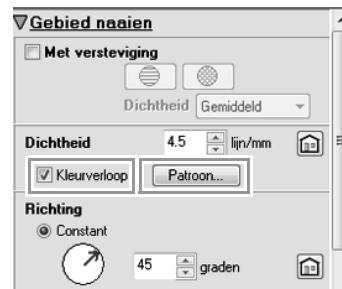 Gebied naaien
Met versteviging
Dichtheid Gemiddeld
Dichtheid 4.5 lijn/mm
Kleurverloop Patroon...
Richting
Constant
45 graden